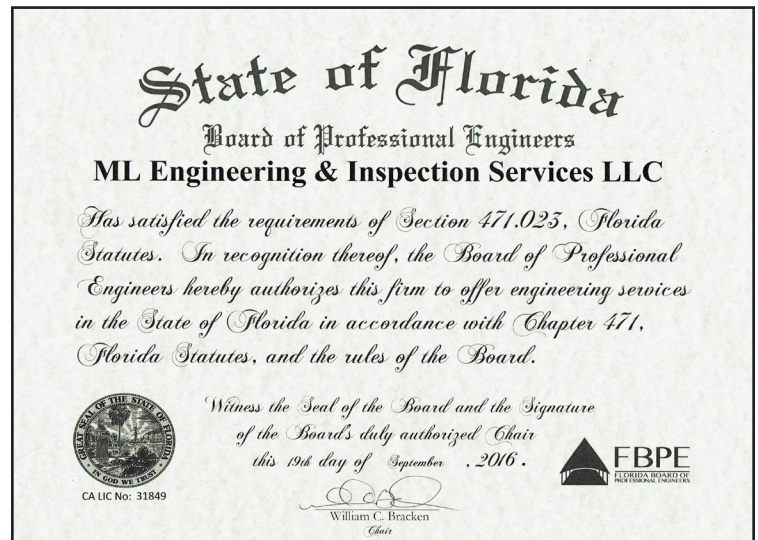 State of Florida
Board of Professional Engineers
ML Engineering & Inspection Services LLC
Has satisfied the requirements of Section 471.023, Florida
Statutes. In recognition thereof, the Board of Professional
Engineers hereby authorizes this firm to offer engineering services
in the State of Florida in accordance with Chapter 471,
Florida Statutes, and the rules of the Board.
Witness the Seal of the Board and the Signature
of the Board's duly authorized Chair
this 19th day of September , 2016 .
GREAT SEAL OF THE STATE OF FLORIDA
IN GOD WE TRUST
CA LIC No: 31849
FBPE
FLORIDA BOARD OF
PROFESSIONAL ENGINEERS
William C. Bracken
Chair